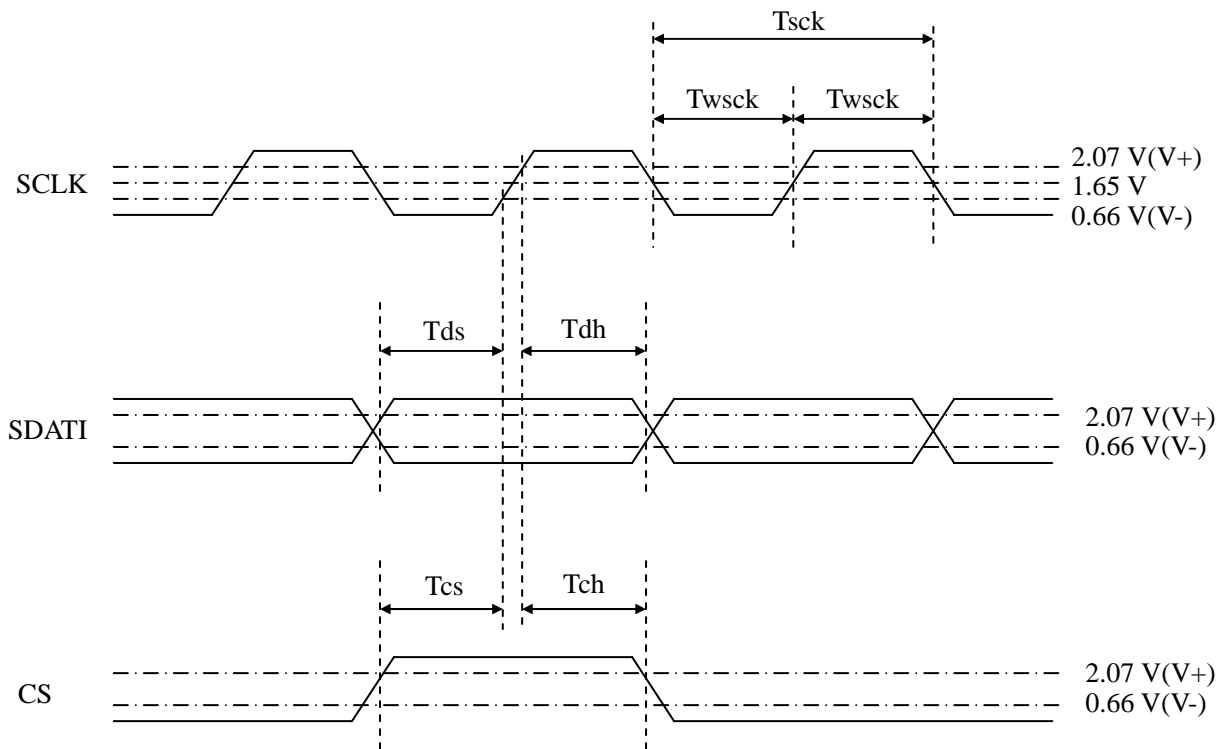 Tsck
Twsck Twsck
SCLK
2.07 V(V+)
1.65 V
0.66 V(V-)
Tds Tdh
SDATI
2.07 V(V+)
0.66 V(V-)
Tcs Tch
CS
2.07 V(V+)
0.66 V(V-)